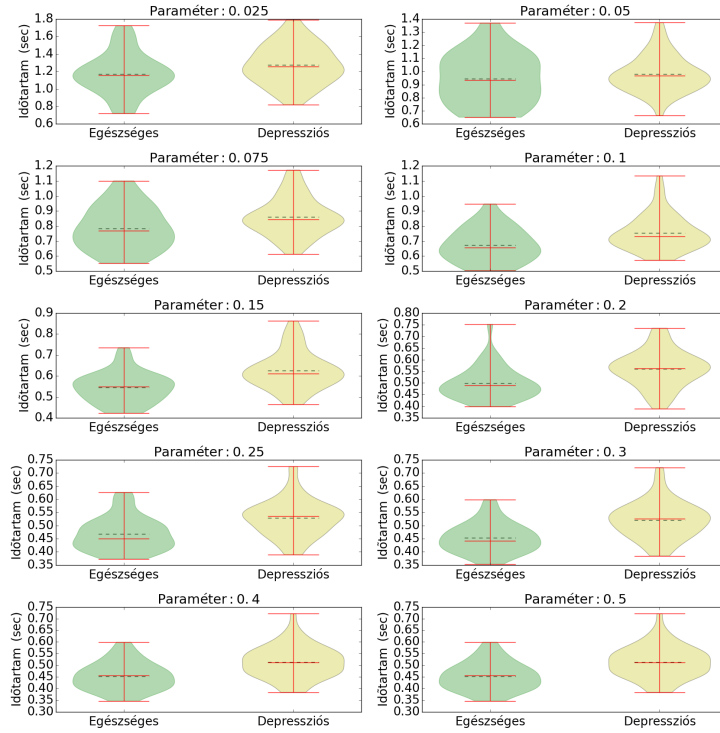 Paraméter: 0.025
Időtartam (sec)
1.8
1.6
1.4
1.2
1.0
0.8
0.6
Egészséges
Depressziós
Paraméter: 0.05
Időtartam (sec)
1.4
1.3
1.2
1.1
1.0
0.9
0.8
0.7
0.6
Egészséges
Depressziós
Paraméter: 0.075
Időtartam (sec)
1.2
1.1
1.0
0.9
0.8
0.7
0.6
0.5
Egészséges
Depressziós
Paraméter: 0.1
Időtartam (sec)
1.2
1.1
1.0
0.9
0.8
0.7
0.6
0.5
Egészséges
Depressziós
Paraméter: 0.15
Időtartam (sec)
0.9
0.8
0.7
0.6
0.5
0.4
Egészséges
Depressziós
Paraméter: 0.2
Időtartam (sec)
0.80
0.75
0.70
0.65
0.60
0.55
0.50
0.45
0.40
0.35
Egészséges
Depressziós
Paraméter: 0.25
Időtartam (sec)
0.75
0.70
0.65
0.60
0.55
0.50
0.45
0.40
0.35
Egészséges
Depressziós
Paraméter: 0.3
Időtartam (sec)
0.75
0.70
0.65
0.60
0.55
0.50
0.45
0.40
0.35
Egészséges
Depressziós
Paraméter: 0.4
Időtartam (sec)
0.75
0.70
0.65
0.60
0.55
0.50
0.45
0.40
0.35
0.30
Egészséges
Depressziós
Paraméter: 0.5
Időtartam (sec)
0.75
0.70
0.65
0.60
0.55
0.50
0.45
0.40
0.35
0.30
Egészséges
Depressziós